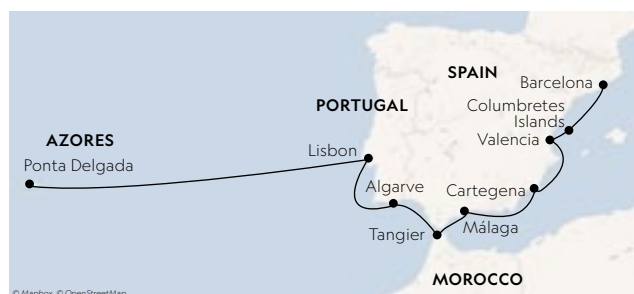 SPAIN
Barcelona
Columbretes
Islands
Valencia
PORTUGAL
AZORES
Ponta Delgada
Lisbon
Algarve
Cartegena
Tangier
Málaga
MOROCCO
© Mapbox, © OpenStreetMap